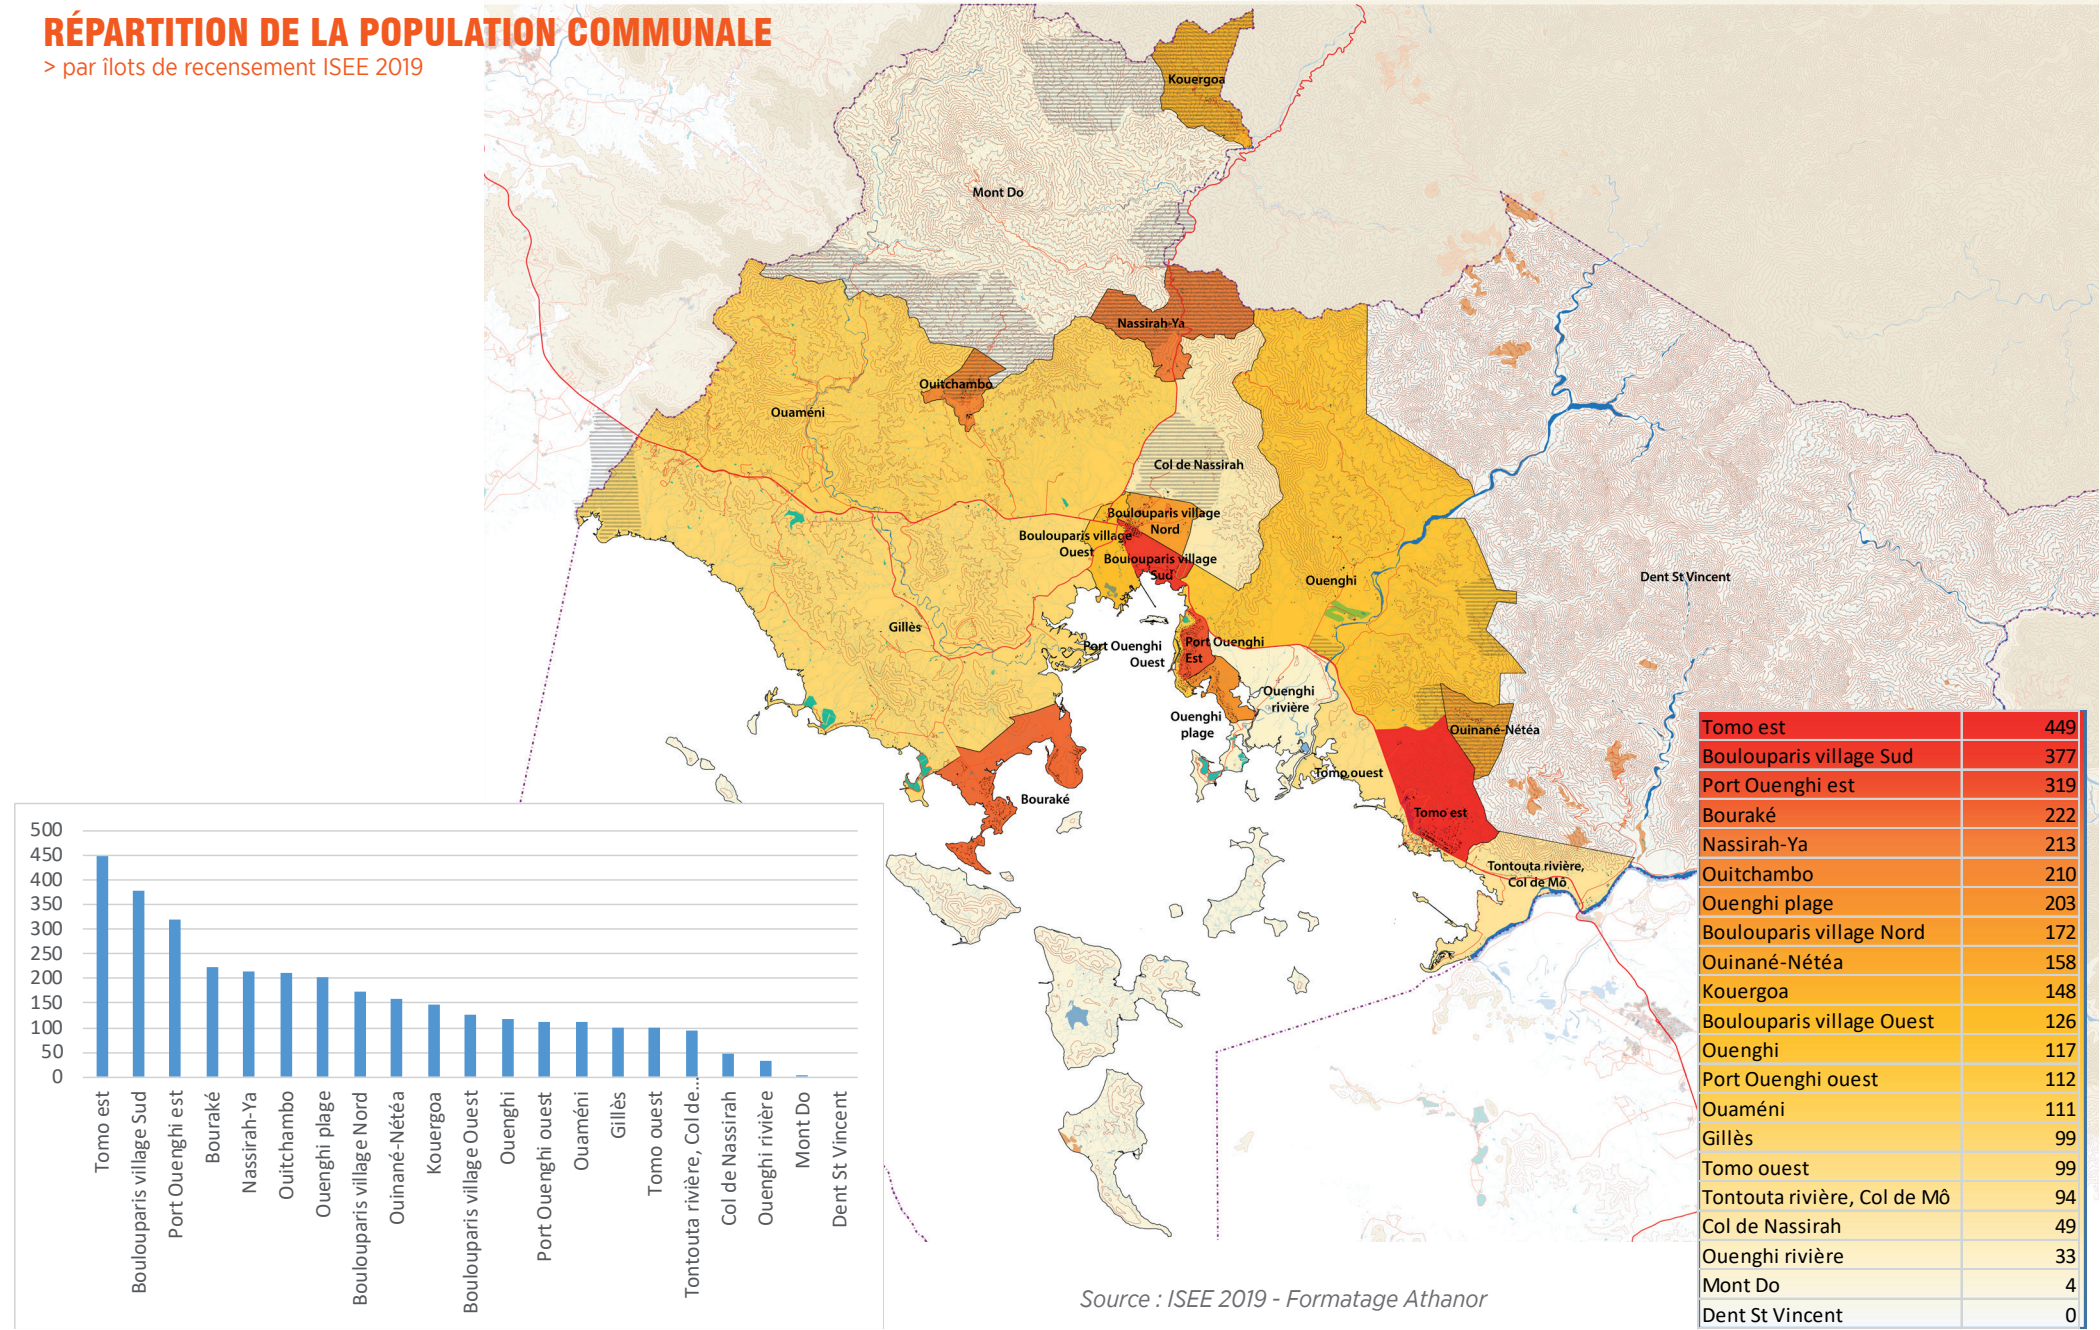 RÉPARTITION DE LA POPULATION COMMUNALE
> par îlots de recensement ISEE 2019
Kouergoa
Mont Do
Nassirah-Ya
Ouitchambo
Ouaméni
Col de Nassirah
Boulouparis village
Nord
Boulouparis village
Ouest
Boulouparis village
Sud
Ouenghi
Dent St Vincent
Gillès
Port Ouenghi
Ouest
Port Ouenghi
Est
Ouenghi
rivière
Ouenghi
plage
Ouinané-Nétéa
Tomo ouest
Bouraké
Tomo est
Tontouta rivière,
Col de Mô
500
450
400
350
300
250
200
150
100
50
0
Tomo est
Boulouparis village Sud
Port Ouenghi est
Bouraké
Nassirah-Ya
Ouitchambo
Ouenghi plage
Boulouparis village Nord
Ouinané-Nétéa
Kouergoa
Boulouparis village Ouest
Ouenghi
Port Ouenghi ouest
Ouaméni
Gillès
Tomo ouest
Tontouta rivière, Col de...
Col de Nassirah
Ouenghi rivière
Mont Do
Dent St Vincent
Tomo est 449
Boulouparis village Sud 377
Port Ouenghi est 319
Bouraké 222
Nassirah-Ya 213
Ouitchambo 210
Ouenghi plage 203
Boulouparis village Nord 172
Ouinané-Nétéa 158
Kouergoa 148
Boulouparis village Ouest 126
Ouenghi 117
Port Ouenghi ouest 112
Ouaméni 111
Gillès 99
Tomo ouest 99
Tontouta rivière, Col de Mô 94
Col de Nassirah 49
Ouenghi rivière 33
Mont Do 4
Dent St Vincent 0
Source : ISEE 2019 - Formatage Athanor